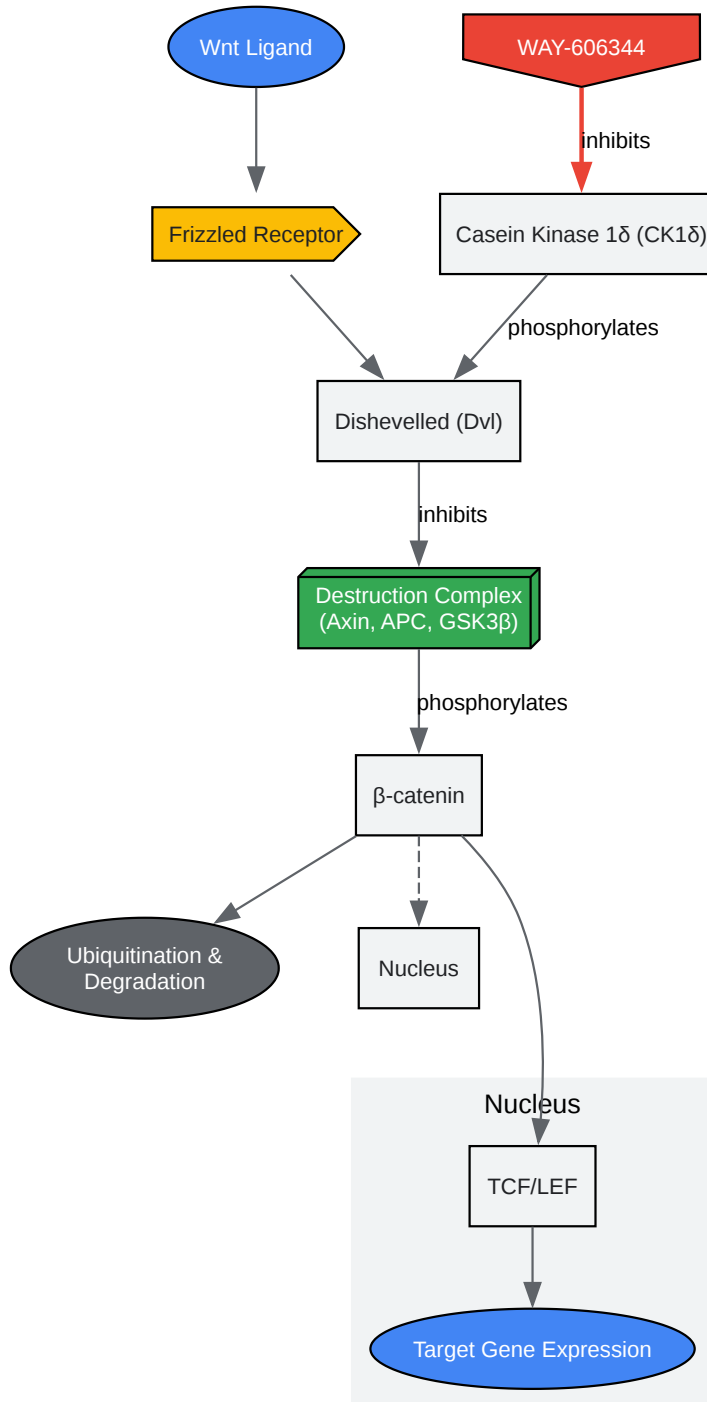 Wnt Ligand
WAY-606344
inhibits
Frizzled Receptor
Casein Kinase 1δ (CK1δ)
phosphorylates
Dishevelled (Dvl)
inhibits
Destruction Complex
(Axin, APC, GSK3β)
phosphorylates
β-catenin
Ubiquitination &
Degradation
Nucleus
Nucleus
TCF/LEF
Target Gene Expression